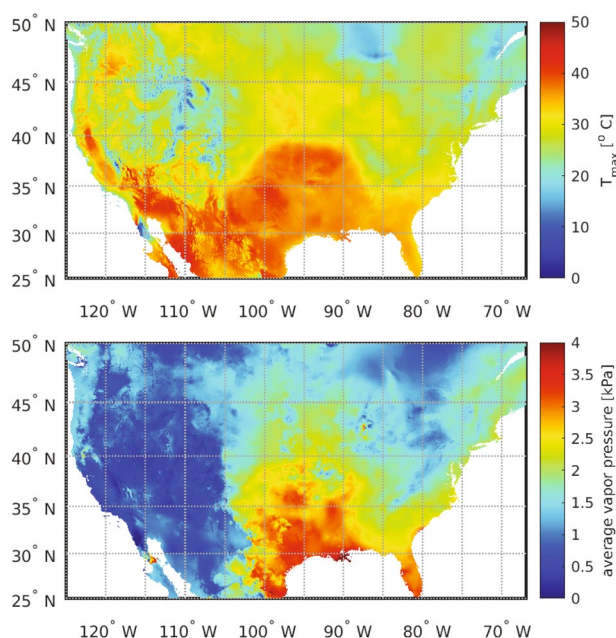 50° N
45° N
40° N
35° N
30° N
25° N
120° W 110° W 100° W 90° W 80° W 70° W
50
40
30
20
10
0
T_max [° C]
50° N
45° N
40° N
35° N
30° N
25° N
120° W 110° W 100° W 90° W 80° W 70° W
4
3.5
3
2.5
2
1.5
1
0.5
0
average vapor pressure [kPa]